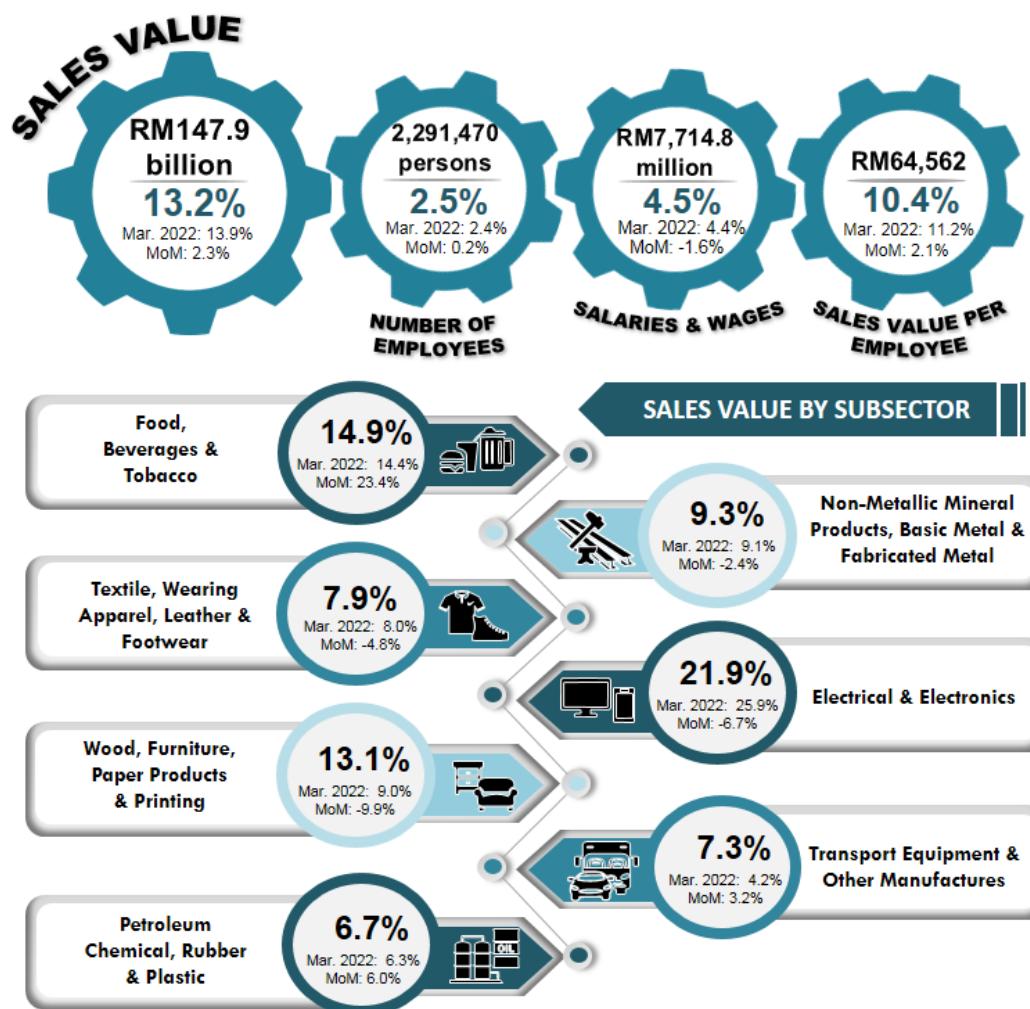 SALES VALUE
RM147.9
billion
13.2%
Mar. 2022: 13.9%
MoM: 2.3%
2,291,470
persons
2.5%
Mar. 2022: 2.4%
MoM: 0.2%
NUMBER OF
EMPLOYEES
RM7,714.8
million
4.5%
Mar. 2022: 4.4%
MoM: -1.6%
SALARIES & WAGES
RM64,562
10.4%
Mar. 2022: 11.2%
MoM: 2.1%
SALES VALUE PER
EMPLOYEE
SALES VALUE BY SUBSECTOR
Food,
Beverages &
Tobacco
14.9%
Mar. 2022: 14.4%
MoM: 23.4%
9.3%
Mar. 2022: 9.1%
MoM: -2.4%
Non-Metallic Mineral
Products, Basic Metal &
Fabricated Metal
Textile, Wearing
Apparel, Leather &
Footwear
7.9%
Mar. 2022: 8.0%
MoM: -4.8%
21.9%
Mar. 2022: 25.9%
MoM: -6.7%
Electrical & Electronics
Wood, Furniture,
Paper Products
& Printing
13.1%
Mar. 2022: 9.0%
MoM: -9.9%
7.3%
Mar. 2022: 4.2%
MoM: 3.2%
Transport Equipment &
Other Manufactures
Petroleum
Chemical, Rubber
& Plastic
6.7%
Mar. 2022: 6.3%
MoM: 6.0%
OIL